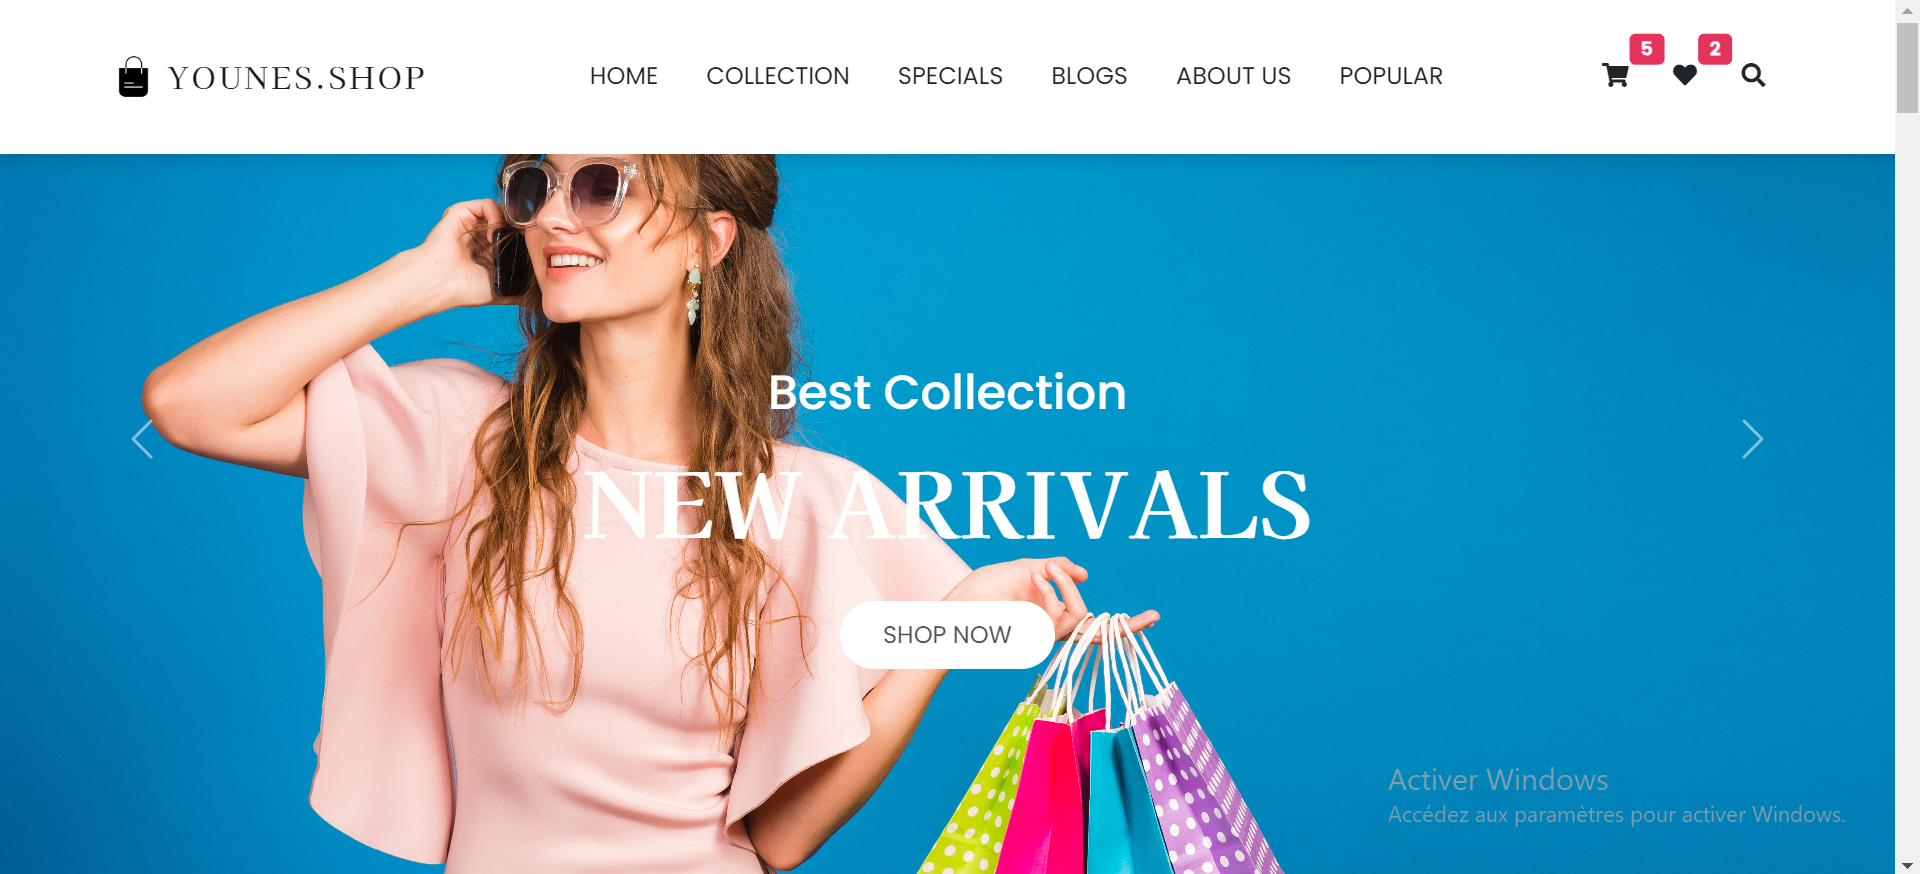 YOUNES.SHOP
HOME COLLECTION SPECIALS BLOGS ABOUT US POPULAR
5 2
Best Collection
NEW ARRIVALS
SHOP NOW
Activer Windows
Accédez aux paramètres pour activer Windows.